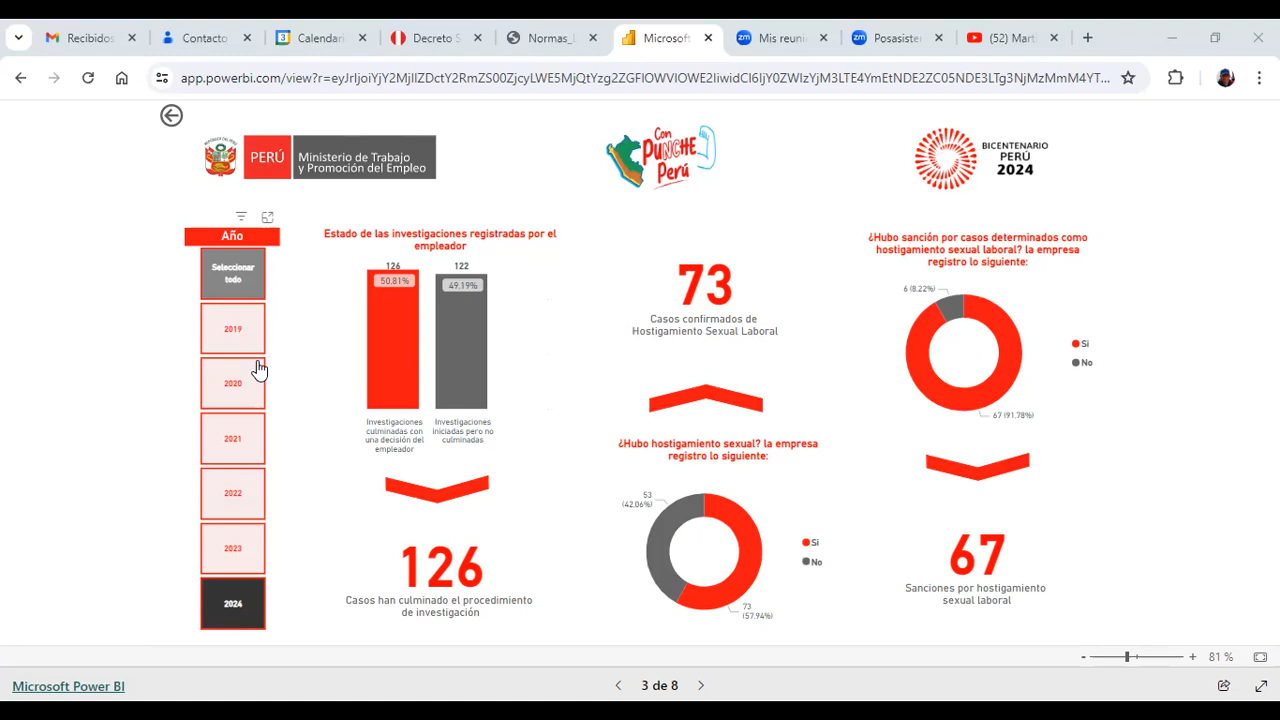 Recibidos
Contacto
Calendari
Decreto S
Normas_l
Microsoft
Mis reuni
Posasister
(52) Mart
app.powerbi.com/view?r=
PERÚ
Ministerio de Trabajo
y Promoción del Empleo
Con
PUNCHE
Perú
BICENTENARIO
PERÚ
2024
Año
Seleccionar
todo
2019
2020
2021
2022
2023
2024
Estado de las investigaciones registradas por el
empleador
126
122
50,81%
49,19%
Investigaciones
culminadas con
una decisión del
empleador
Investigaciones
iniciadas pero no
culminadas
126
Casos han culminado el procedimiento
de investigación
73
Casos confirmados de
Hostigamiento Sexual Laboral
¿Hubo hostigamiento sexual? la empresa
registro lo siguiente:
53
(42,06%)
73
(57,94%)
Si
No
¿Hubo sanción por casos determinados como
hostigamiento sexual laboral? la empresa
registro lo siguiente:
6 (8,22%)
67 (91,78%)
Si
No
67
Sanciones por hostigamiento
sexual laboral
- + 81 %
Microsoft Power BI
3 de 8